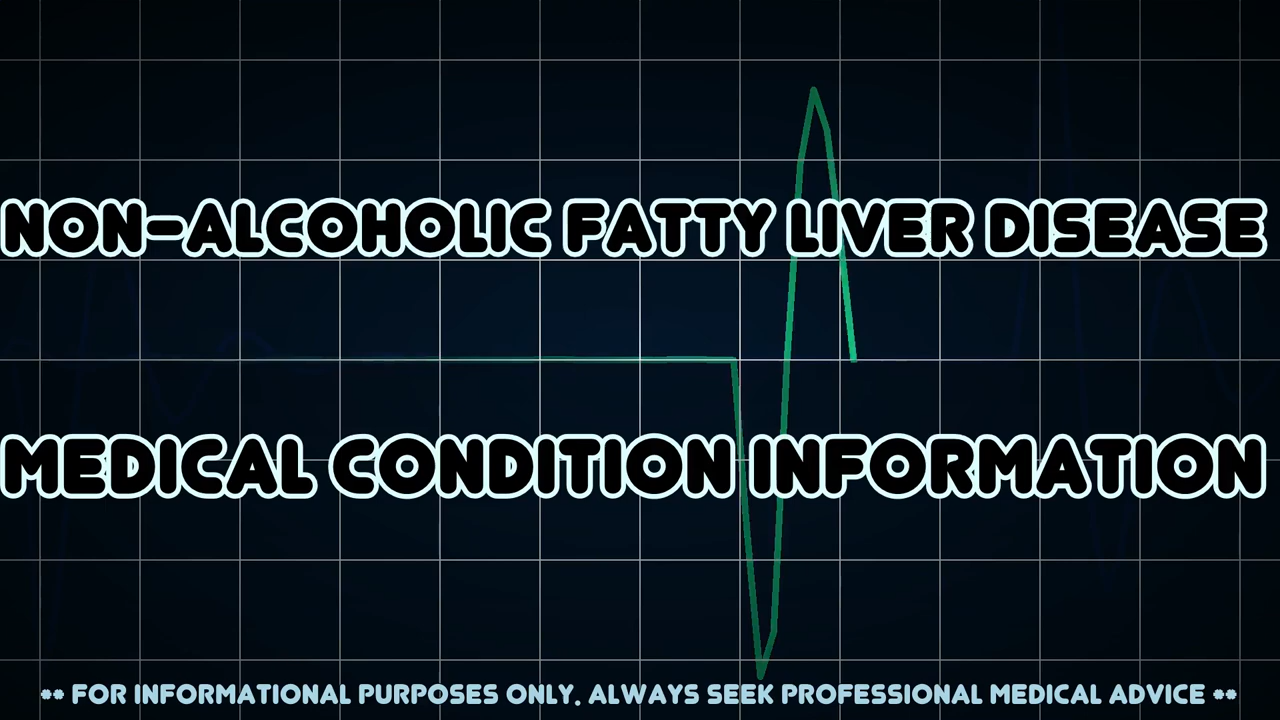 NON-ALCOHOLIC FATTY LIVER DISEASE
MEDICAL CONDITION INFORMATION
** FOR INFORMATIONAL PURPOSES ONLY. ALWAYS SEEK PROFESSIONAL MEDICAL ADVICE **